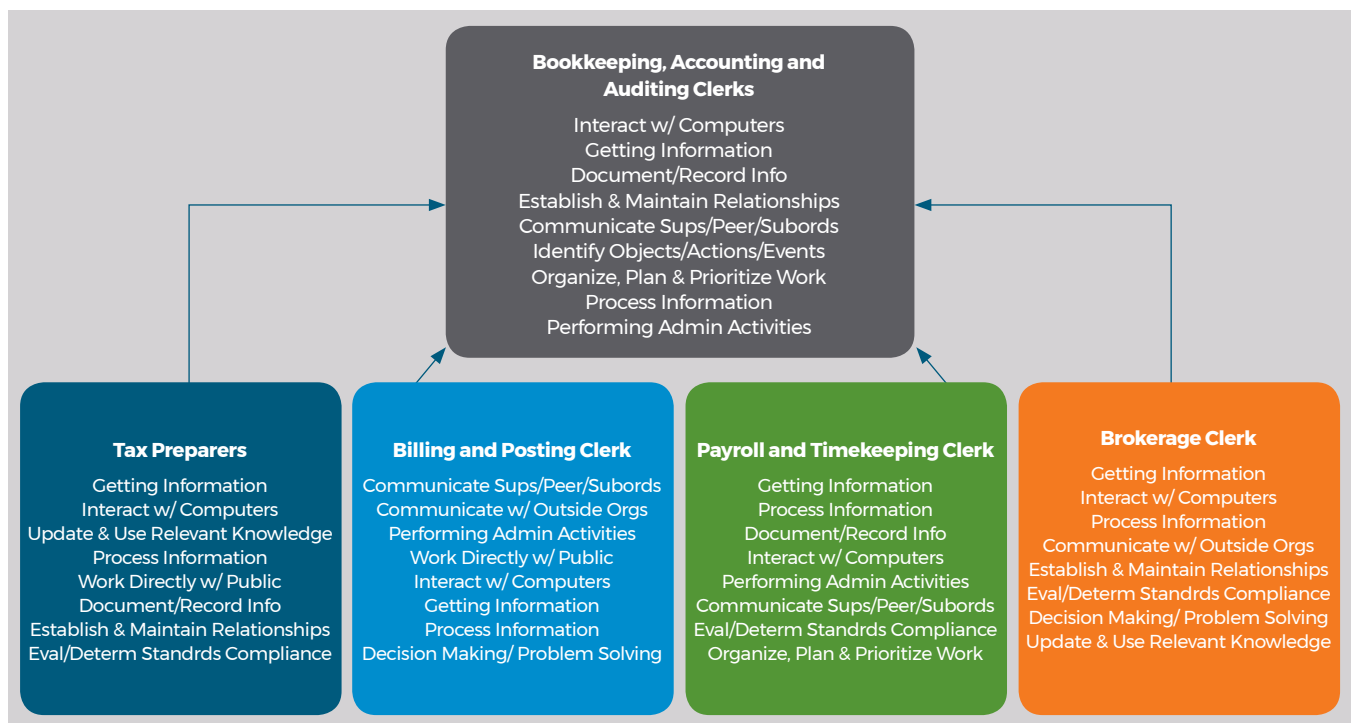 Bookkeeping, Accounting and
Auditing Clerks
Interact w/ Computers
Getting Information
Document/Record Info
Establish & Maintain Relationships
Communicate Sups/Peer/Subords
Identify Objects/Actions/Events
Organize, Plan & Prioritize Work
Process Information
Performing Admin Activities
Tax Preparers
Getting Information
Interact w/ Computers
Update & Use Relevant Knowledge
Process Information
Work Directly w/ Public
Document/Record Info
Establish & Maintain Relationships
Eval/Determ Standrds Compliance
Billing and Posting Clerk
Communicate Sups/Peer/Subords
Communicate w/ Outside Orgs
Performing Admin Activities
Work Directly w/ Public
Interact w/ Computers
Getting Information
Process Information
Decision Making/ Problem Solving
Payroll and Timekeeping Clerk
Getting Information
Process Information
Document/Record Info
Interact w/ Computers
Performing Admin Activities
Communicate Sups/Peer/Subords
Eval/Determ Standrds Compliance
Organize, Plan & Prioritize Work
Brokerage Clerk
Getting Information
Interact w/ Computers
Process Information
Communicate w/ Outside Orgs
Establish & Maintain Relationships
Eval/Determ Standrds Compliance
Decision Making/ Problem Solving
Update & Use Relevant Knowledge